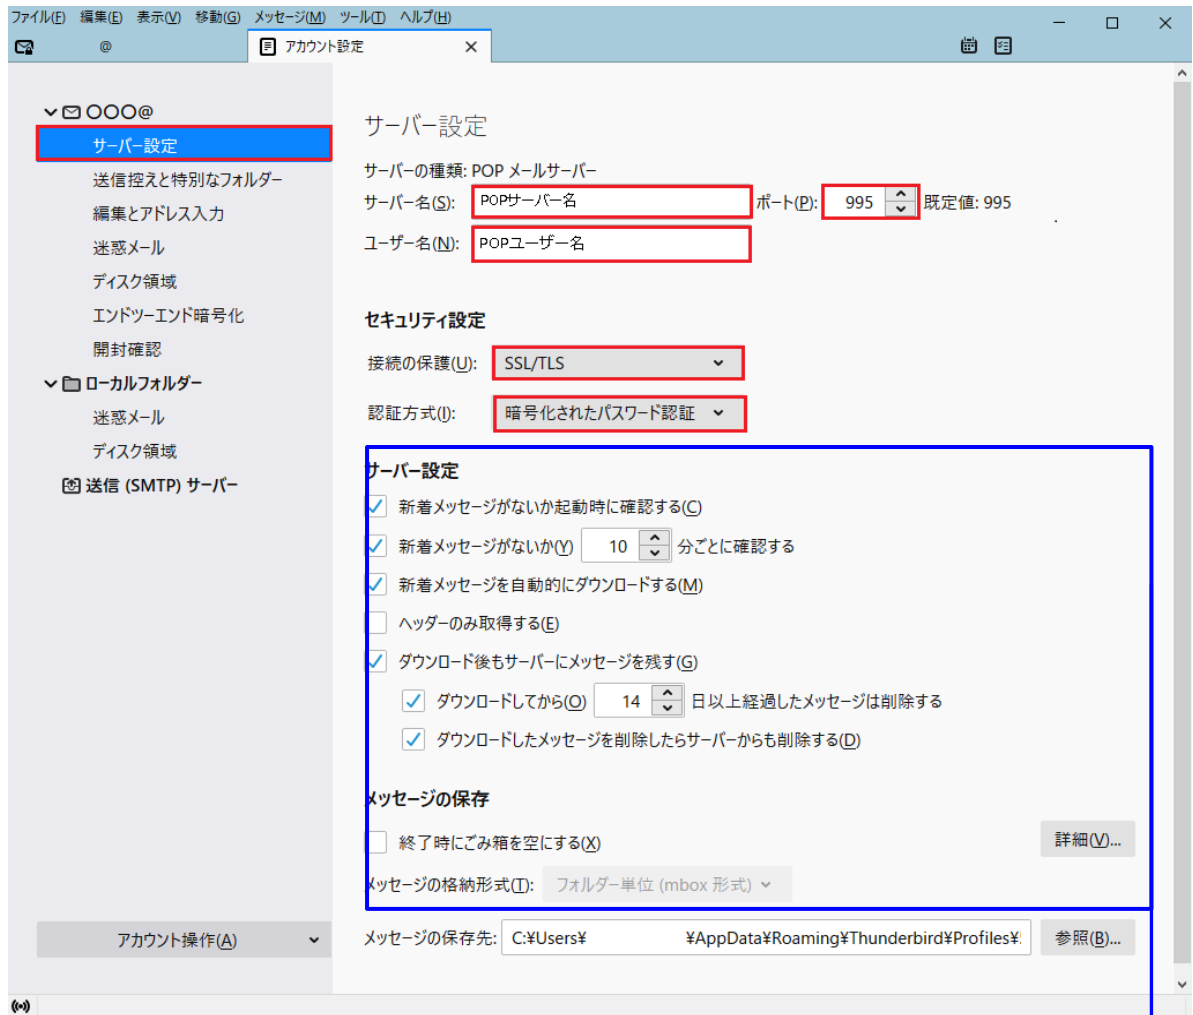 ファイル(F) 編集(E) 表示(V) 移動(G) メッセージ(M) ツール(T) ヘルプ(H)
@ アカウント設定
〇〇〇@
サーバー設定
送信控えと特別なフォルダー
編集とアドレス入力
迷惑メール
ディスク領域
エンドツーエンド暗号化
開封確認
ローカルフォルダー
迷惑メール
ディスク領域
送信 (SMTP) サーバー
アカウント操作(A)
サーバー設定
サーバーの種類: POP メールサーバー
サーバー名(S): POPサーバー名 ポート(P): 995 既定値: 995
ユーザー名(N): POPユーザー名
セキュリティ設定
接続の保護(U): SSL/TLS
認証方式(I): 暗号化されたパスワード認証
サーバー設定
新着メッセージがないか起動時に確認する(C)
新着メッセージがないか(Y) 10 分ごとに確認する
新着メッセージを自動的にダウンロードする(M)
ヘッダーのみ取得する(E)
ダウンロード後もサーバーにメッセージを残す(G)
ダウンロードしてから(O) 14 日以上経過したメッセージは削除する
ダウンロードしたメッセージを削除したらサーバーからも削除する(D)
メッセージの保存
終了時にごみ箱を空にする(X) 詳細(V)...
メッセージの格納形式(T): フォルダー単位 (mbox 形式)
メッセージの保存先: C:¥Users¥ ¥AppData¥Roaming¥Thunderbird¥Profiles¥ 参照(B)...